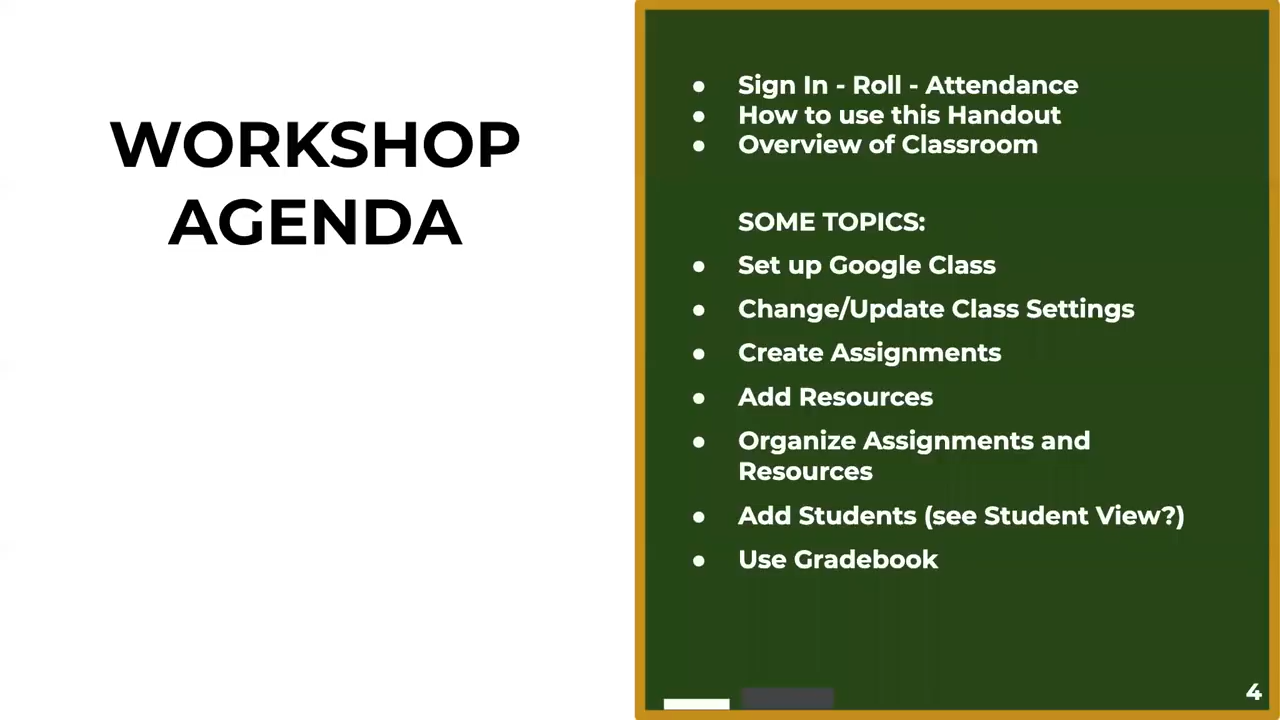 WORKSHOP
AGENDA
● Sign In - Roll - Attendance
● How to use this Handout
● Overview of Classroom
SOME TOPICS:
● Set up Google Class
● Change/Update Class Settings
● Create Assignments
● Add Resources
● Organize Assignments and
Resources
● Add Students (see Student View?)
● Use Gradebook
4